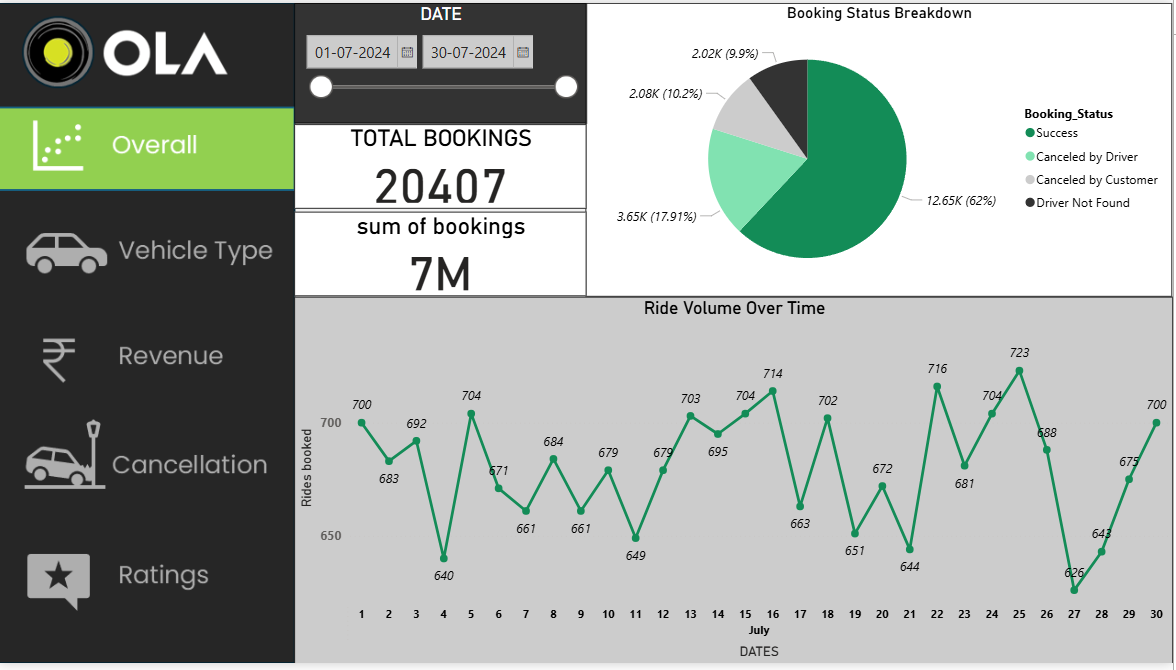 OLA
Overall
Vehicle Type
Revenue
Cancellation
Ratings
DATE
01-07-2024 30-07-2024
TOTAL BOOKINGS
20407
sum of bookings
7M
Booking Status Breakdown
2.02K (9.9%)
2.08K (10.2%)
3.65K (17.91%)
12.65K (62%)
Booking_Status
Success
Canceled by Driver
Canceled by Customer
Driver Not Found
Ride Volume Over Time
Rides booked
700
650
700 683 692 640 704 671 661 684 661 679 649 679 703 695 704 714 663 702 651 672 644 716 681 704 723 688 626 643 675 700
1 2 3 4 5 6 7 8 9 10 11 12 13 14 15 16 17 18 19 20 21 22 23 24 25 26 27 28 29 30
July
DATES